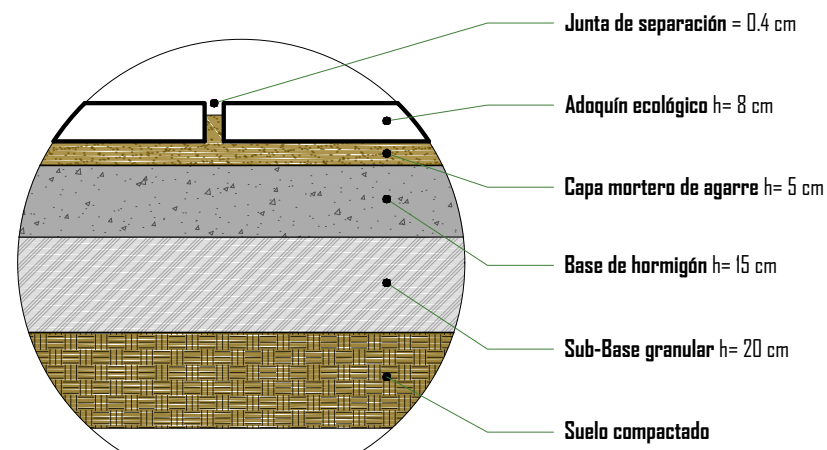 Junta de separación = 0.4 cm
Adoquín ecológico h= 8 cm
Capa mortero de agarre h= 5 cm
Base de hormigón h= 15 cm
Sub-Base granular h= 20 cm
Suelo compactado